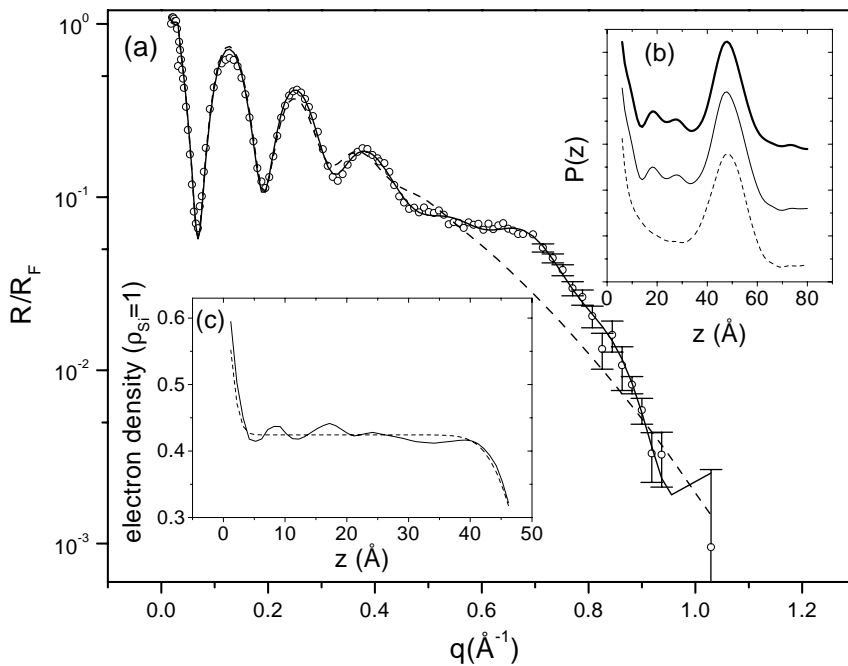 (a)
R/R_F
10⁰
10⁻¹
10⁻²
10⁻³
0.0 0.2 0.4 0.6 0.8 1.0 1.2
q(Å⁻¹)
(b)
P(z)
0 20 40 60 80
z (Å)
(c)
electron density (ρ_Si=1)
0.6
0.5
0.4
0.3
0 10 20 30 40 50
z (Å)